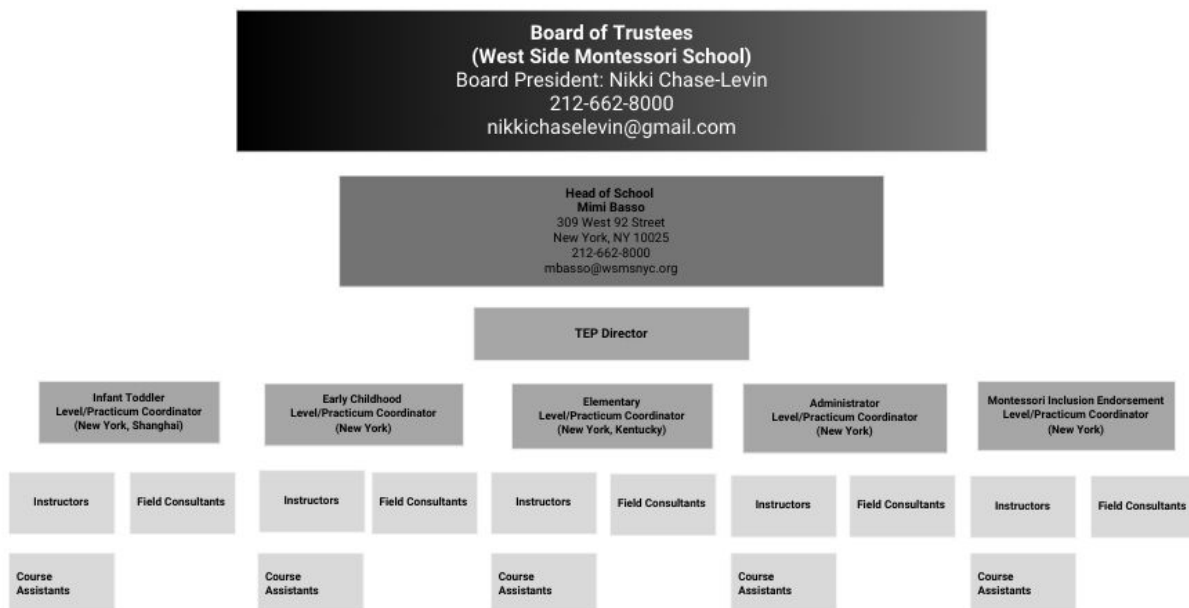 Board of Trustees
(West Side Montessori School)
Board President: Nikki Chase-Levin
212-662-8000
nikkichaselevin@gmail.com
Head of School
Mimi Basso
309 West 92 Street
New York, NY 10025
212-662-8000
mbasso@wsmsnyc.org
TEP Director
Infant Toddler
Level/Practicum Coordinator
(New York, Shanghai)
Early Childhood
Level/Practicum Coordinator
(New York)
Elementary
Level/Practicum Coordinator
(New York, Kentucky)
Administrator
Level/Practicum Coordinator
(New York)
Montessori Inclusion Endorsement
Level/Practicum Coordinator
(New York)
Instructors
Field Consultants
Instructors
Field Consultants
Instructors
Field Consultants
Instructors
Field Consultants
Instructors
Field Consultants
Course
Assistants
Course
Assistants
Course
Assistants
Course
Assistants
Course
Assistants